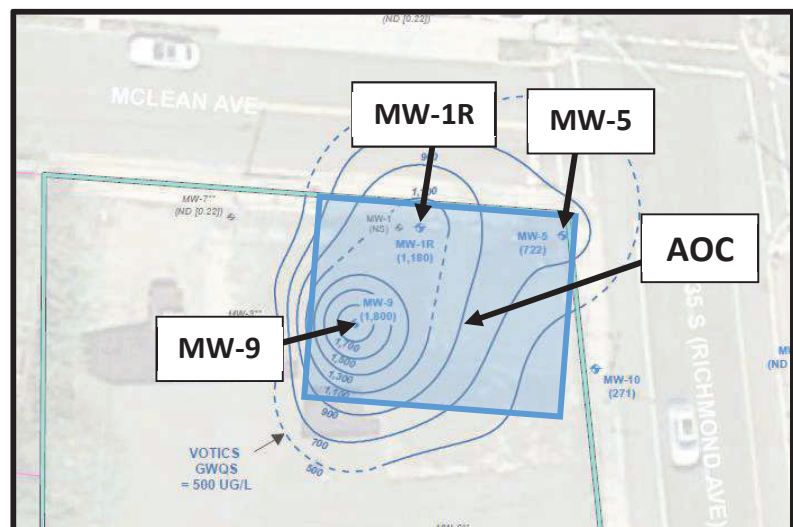 (ND [0.22])
MCLEAN AVE
MW-1R
MW-5
900
1,100
MW-7**
(ND [0.22])
MW-1
(NS)
MW-1R
(1,180)
MW-5
(722)
AOC
MW-9
(1,800)
MW-9
1,700
1,500
1,300
1,100
900
700
500
VOTICS
GWQS
= 500 UG/L
MW-10
(271)
(ND
35 S (RICHMOND AVE)